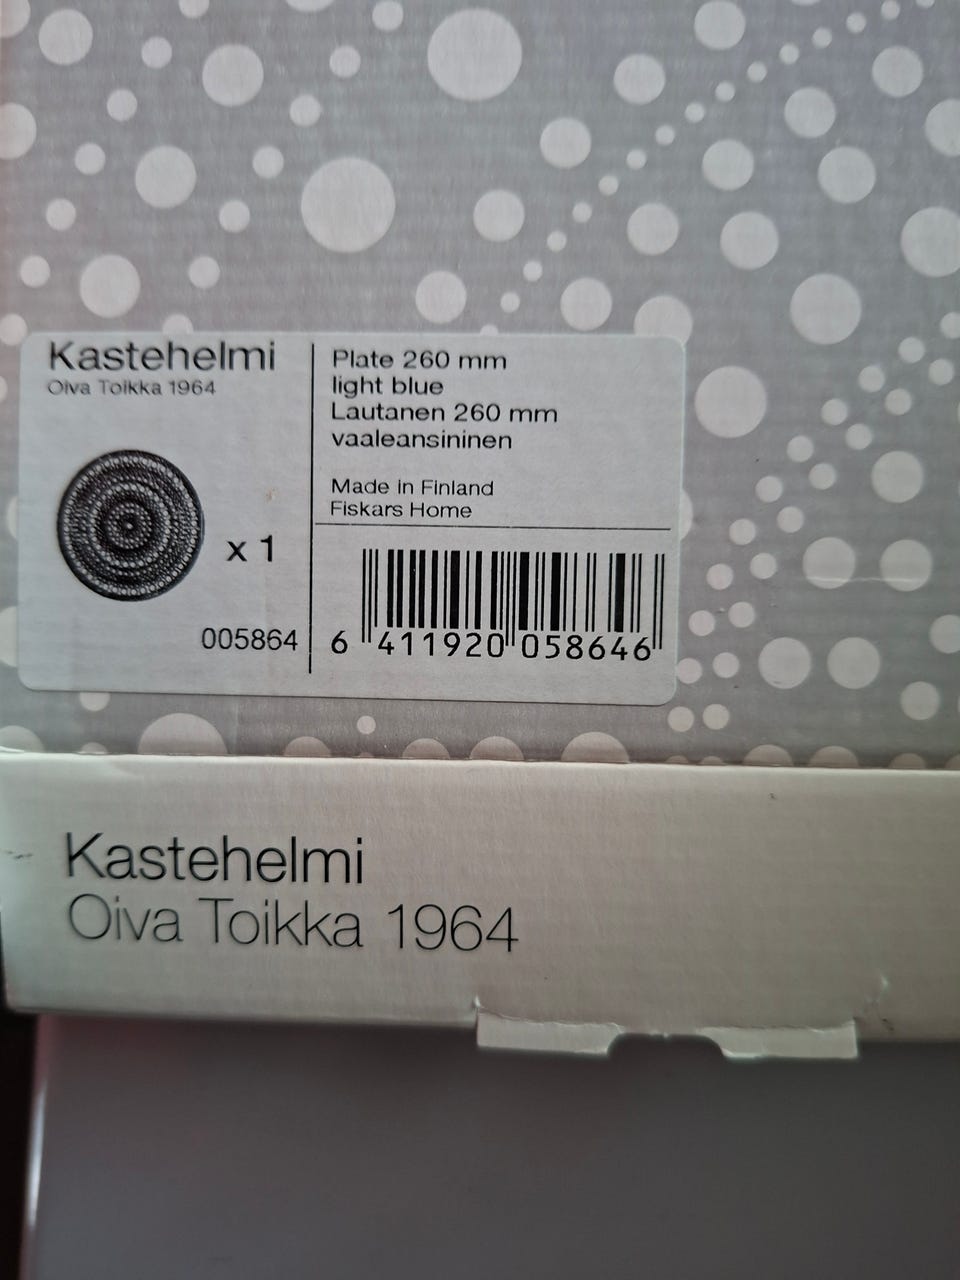 Kastehelmi
Oiva Toikka 1964
x 1
005864
Plate 260 mm
light blue
Lautanen 260 mm
vaaleansininen
Made in Finland
Fiskars Home
6 411920 058646
Kastehelmi
Oiva Toikka 1964